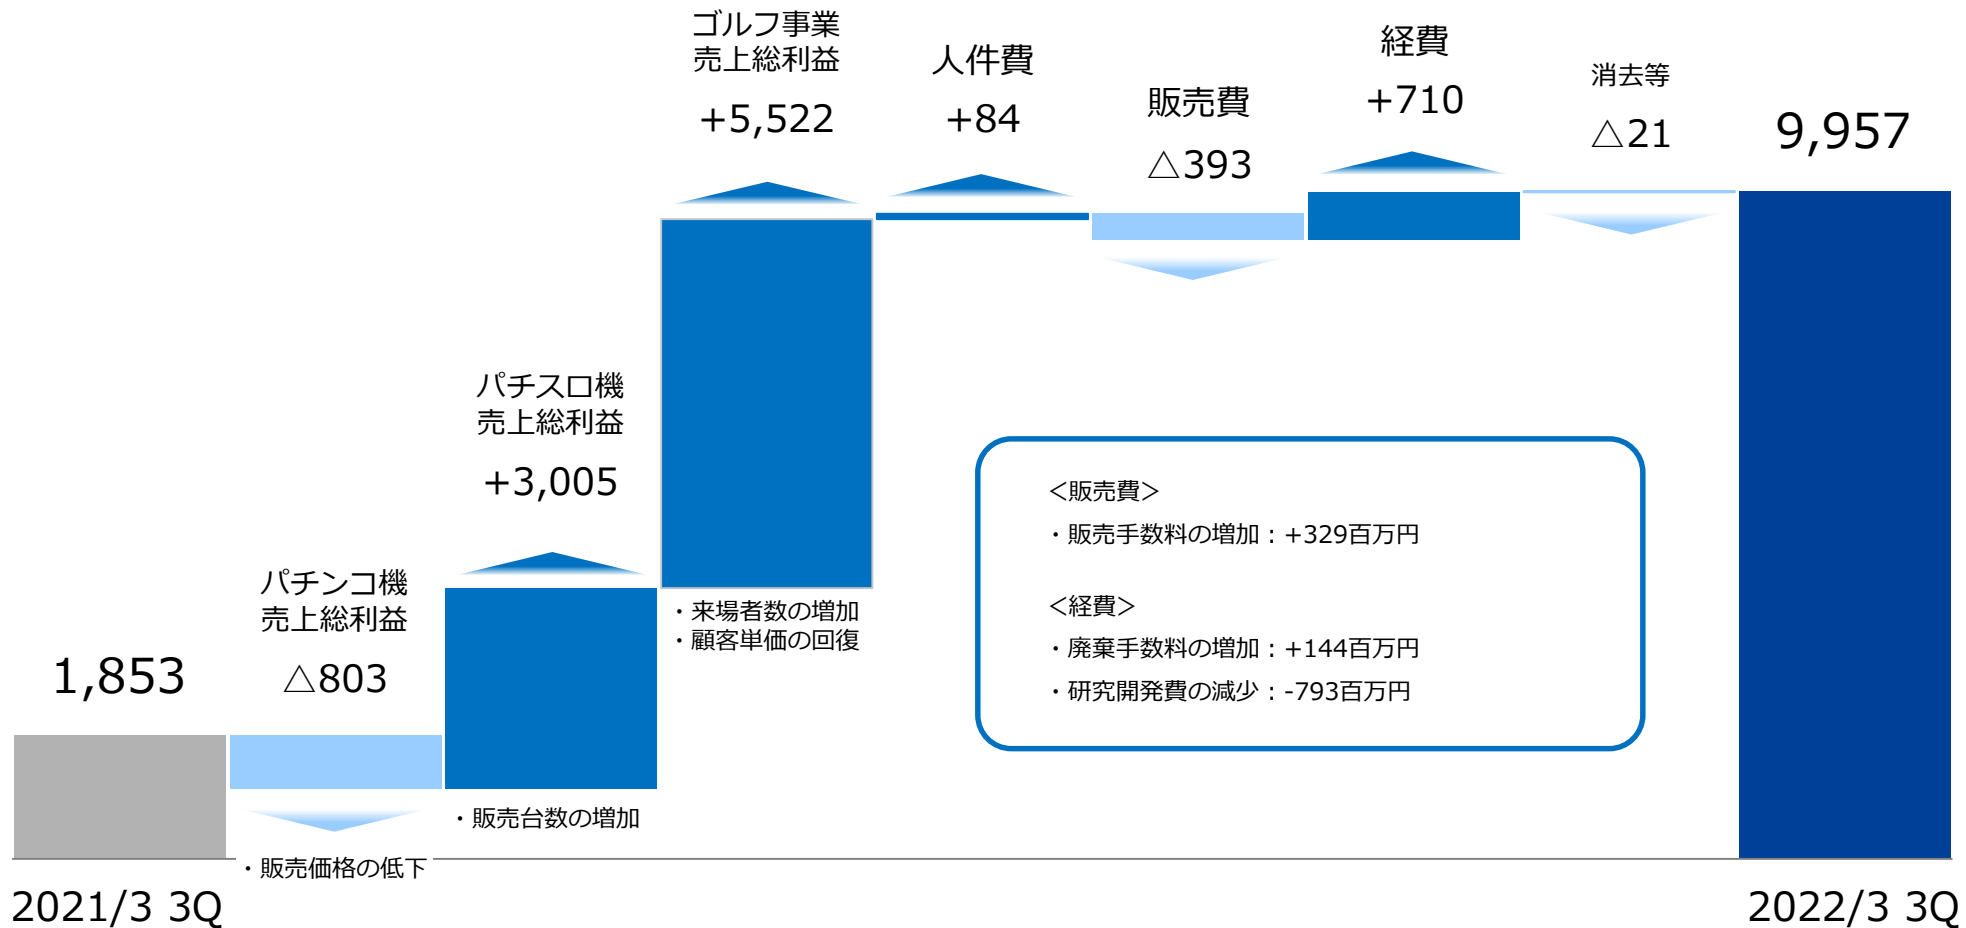 ゴルフ事業
売上総利益
+5,522
人件費
+84
販売費
△393
経費
+710
消去等
△21
9,957
パチスロ機
売上総利益
+3,005
パチンコ機
売上総利益
△803
1,853
・来場者数の増加
・顧客単価の回復
・販売台数の増加
・販売価格の低下
＜販売費＞
・販売手数料の増加：+329百万円
＜経費＞
・廃棄手数料の増加：+144百万円
・研究開発費の減少：-793百万円
2021/3 3Q
2022/3 3Q